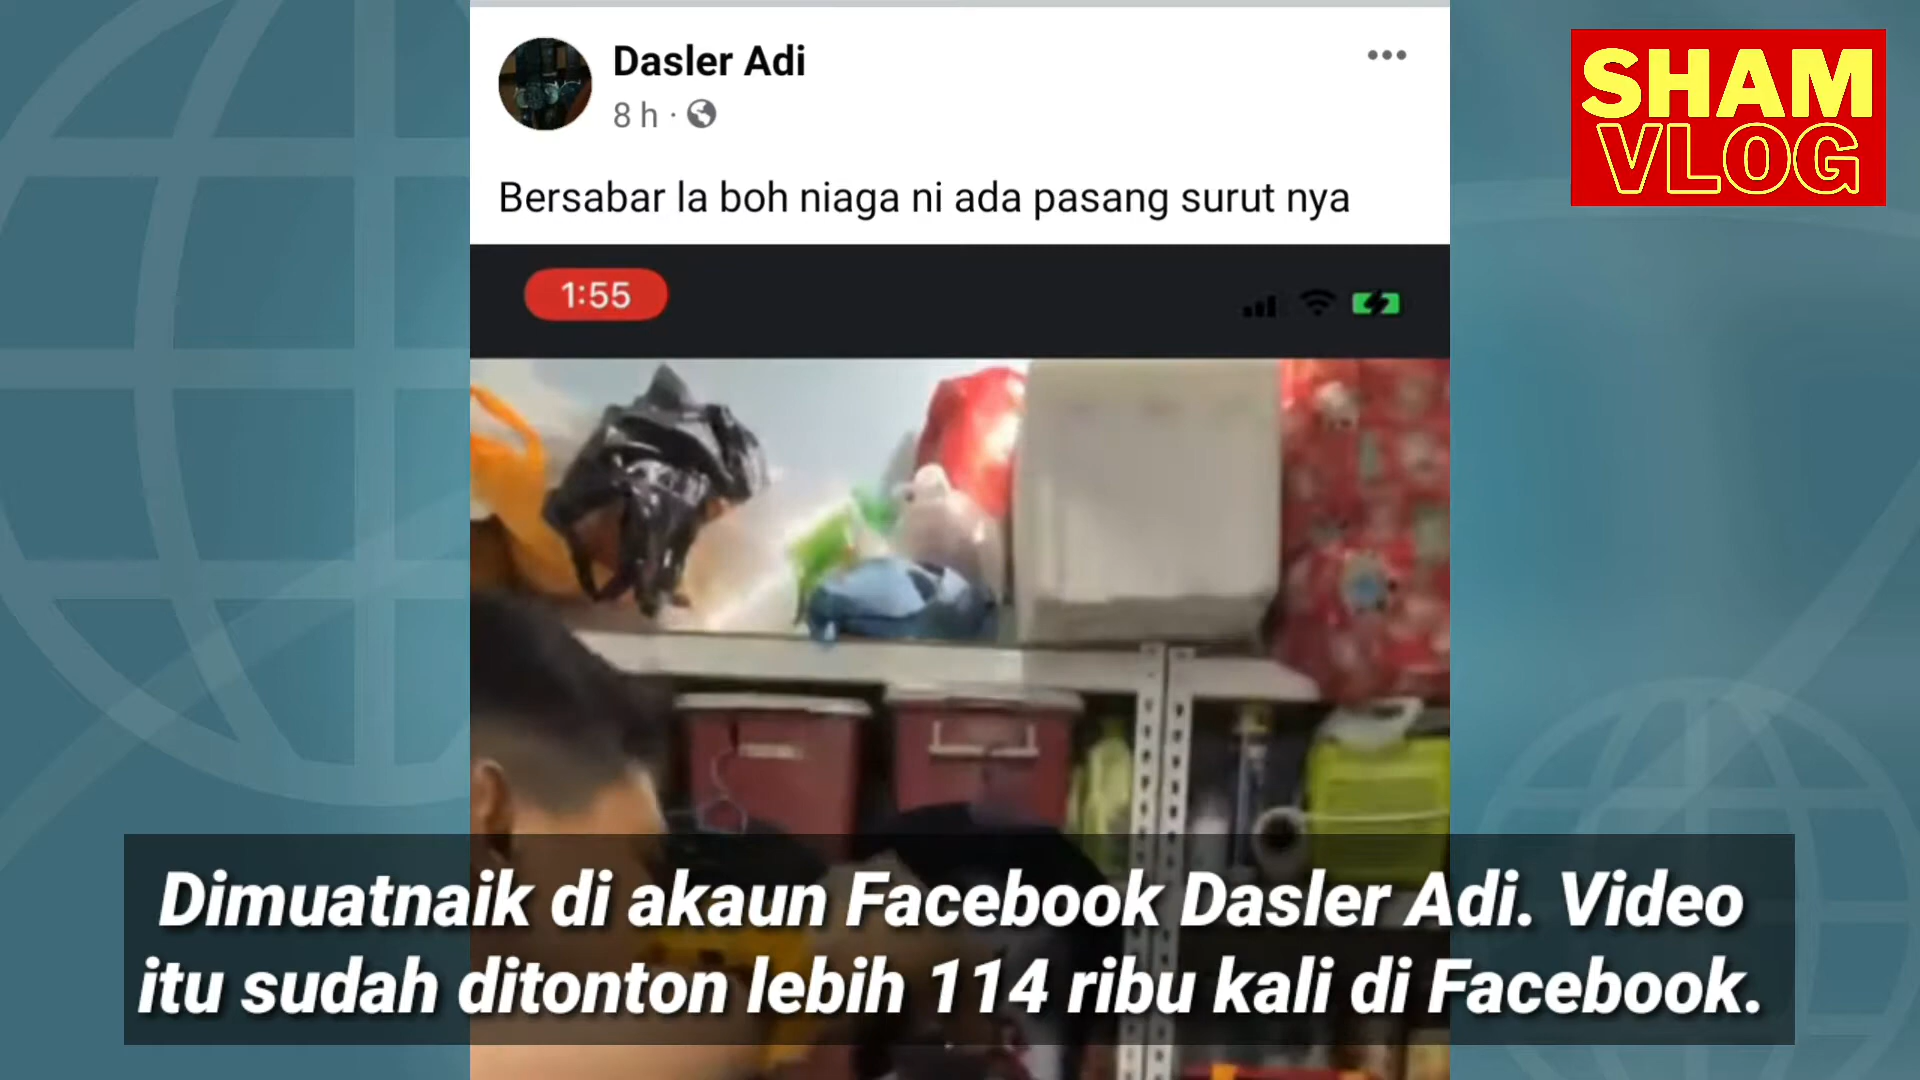 Dasler Adi
8 h ·
Bersabar la boh niaga ni ada pasang surut nya
1:55
SHAM
VLOG
Dimuatnaik di akaun Facebook Dasler Adi. Video
itu sudah ditonton lebih 114 ribu kali di Facebook.